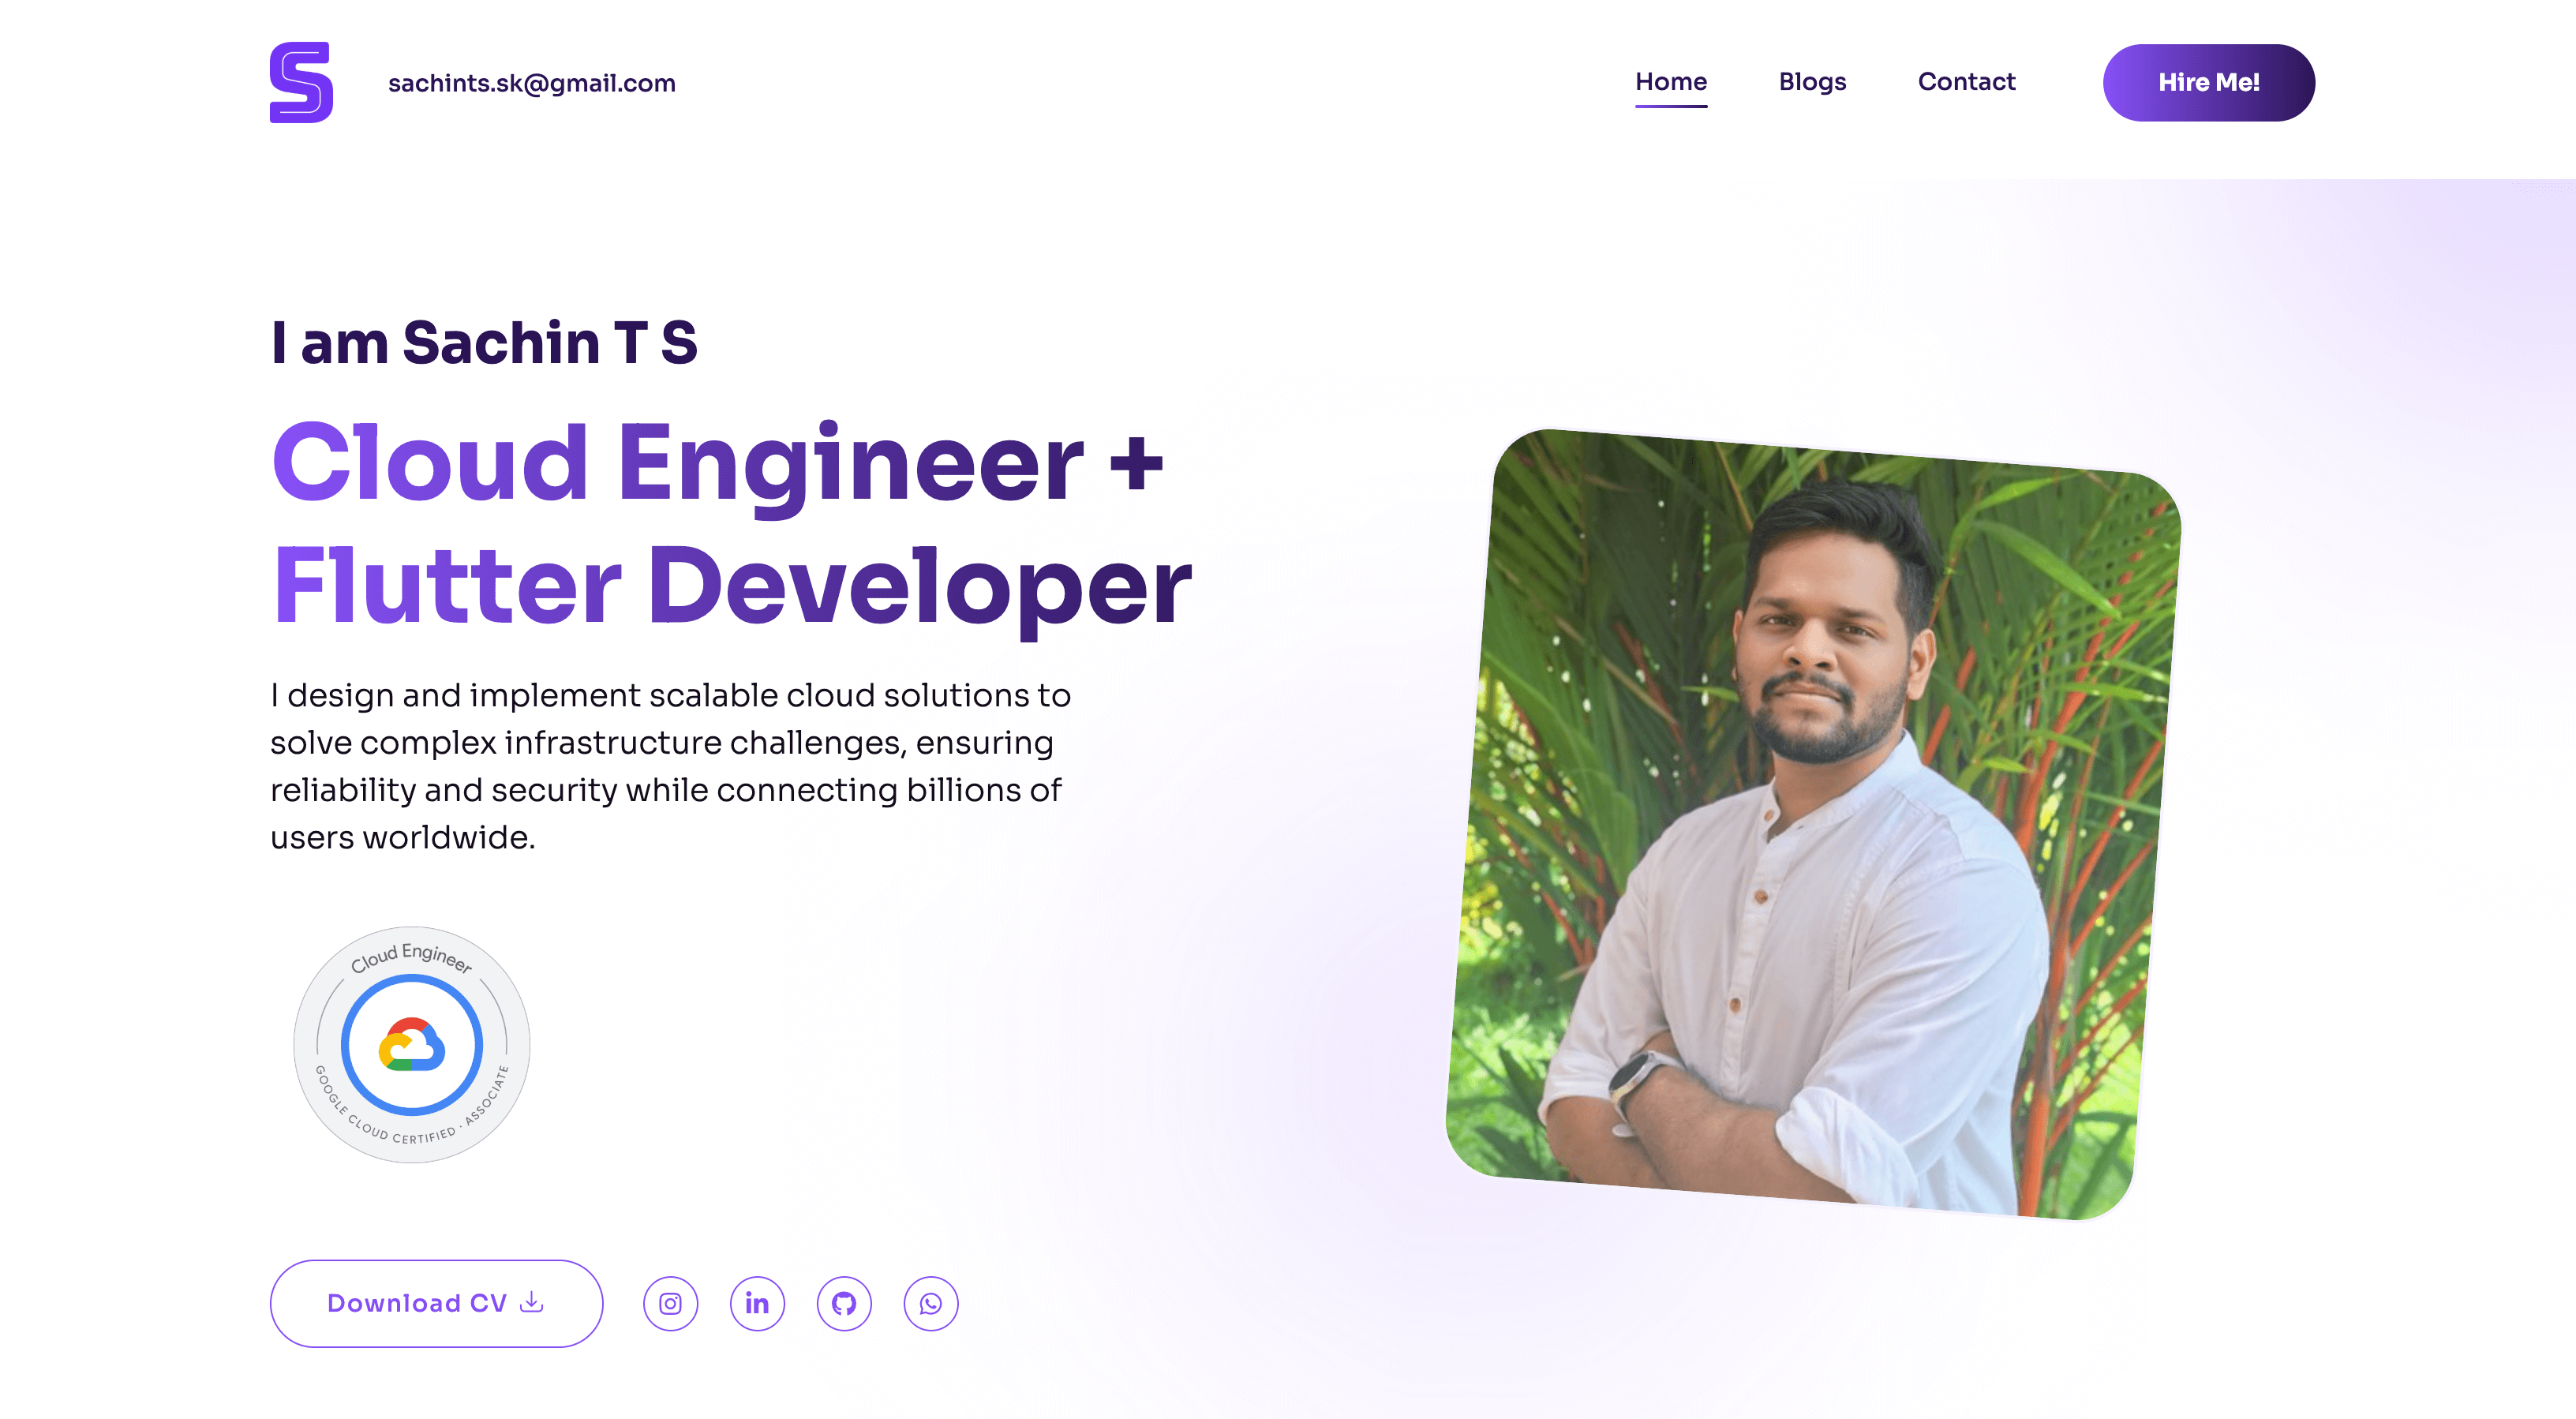 S
sachints.sk@gmail.com
Home
Blogs
Contact
Hire Me!
I am Sachin T S
Cloud Engineer +
Flutter Developer
I design and implement scalable cloud solutions to
solve complex infrastructure challenges, ensuring
reliability and security while connecting billions of
users worldwide.
Cloud Engineer
GOOGLE CLOUD CERTIFIED · ASSOCIATE
Download CV
in